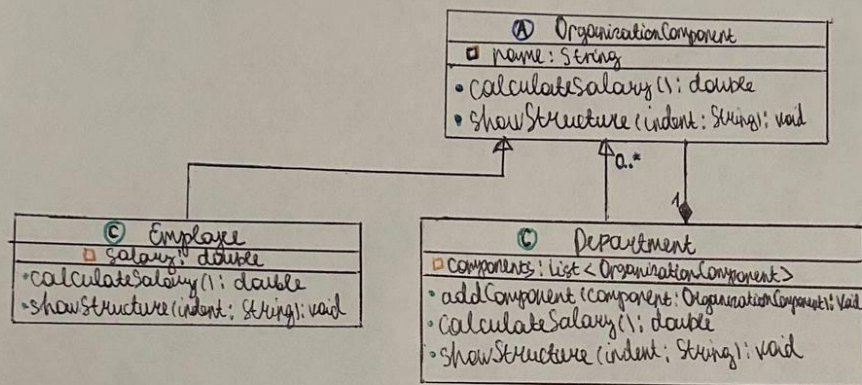 A OrganizationComponent
name: String
calculateSalary(): double
showStructure(indent: String): void
0..*
1
C Employee
salary: double
calculateSalary(): double
showStructure(indent: String): void
C Department
components: List<OrganizationComponent>
addComponent(component: OrganizationComponent): void
calculateSalary(): double
showStructure(indent: String): void